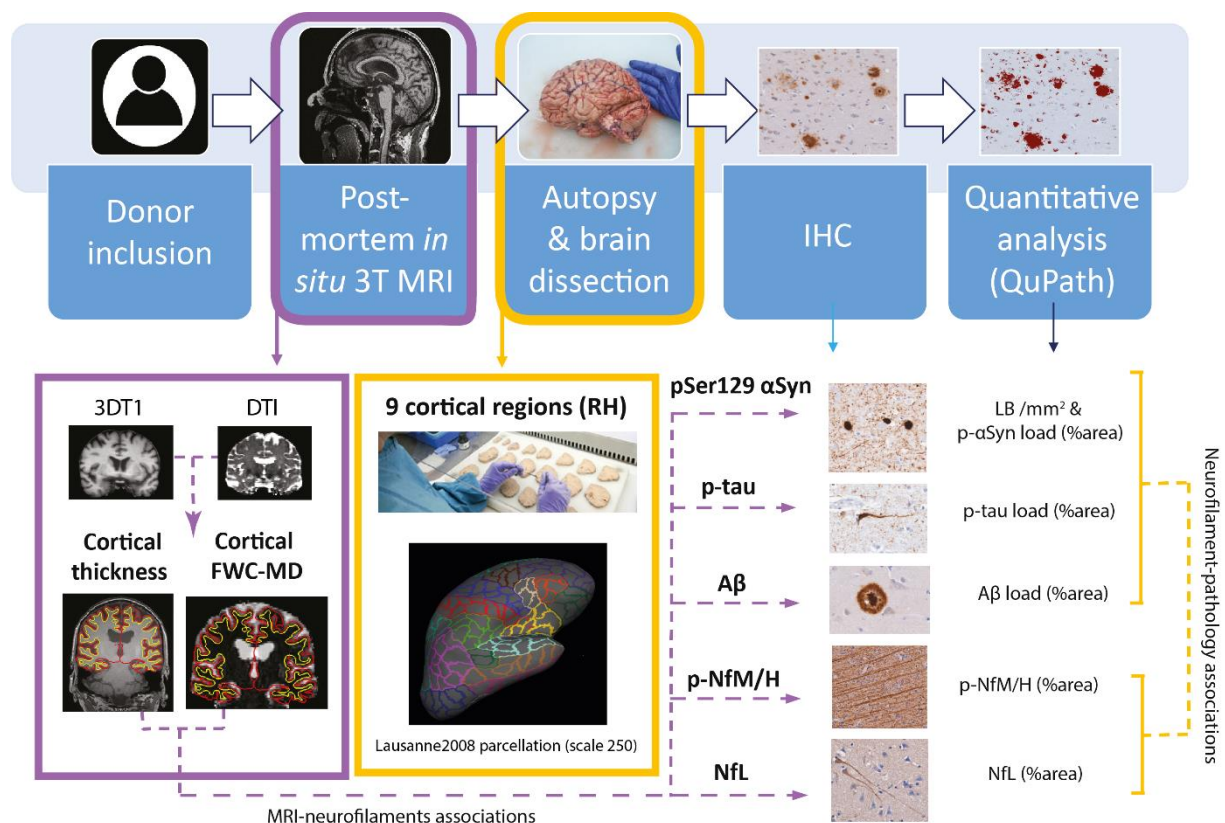 Donor
inclusion
Post-
mortem in
situ 3T MRI
Autopsy
& brain
dissection
IHC
Quantitative
analysis
(QuPath)
3DT1
DTI
Cortical
thickness
Cortical
FWC-MD
9 cortical regions (RH)
Lausanne2008 parcellation (scale 250)
pSer129 αSyn
p-tau
Aβ
p-NfM/H
NfL
LB /mm²  &
p-αSyn load (%area)
p-tau load (%area)
Aβ load (%area)
p-NfM/H (%area)
NfL (%area)
Neurofilament-pathology associations
MRI-neurofilaments associations